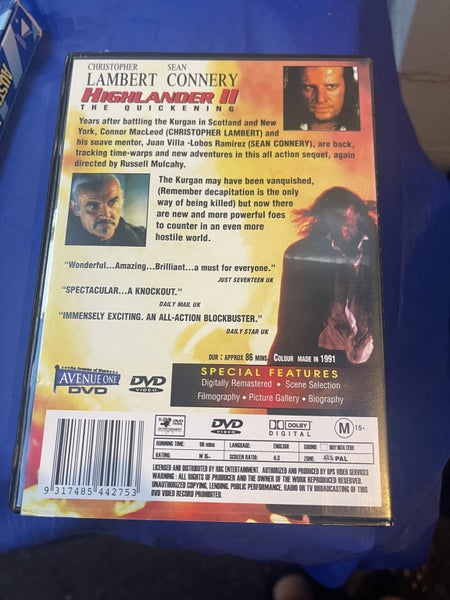 CHRISTOPHER SEAN
LAMBERT CONNERY
HIGHLANDER II
THE QUICKENING
Years after battling the Kurgan in Scotland and New
York, Connor MacLeod (CHRISTOPHER LAMBERT) and
his suave mentor, Juan Villa -Lobos Ramirez (SEAN CONNERY), are back,
tracking time-warps and new adventures in this all action sequel, again
directed by Russell Mulcahy.
The Kurgan may have been vanquished,
(Remember decapitation is the only
way of being killed) but now there
are new and more powerful foes
to counter in an even more
hostile world.
"Wonderful...Amazing...Brilliant...a must for everyone."
JUST SEVENTEEN UK
"SPECTACULAR...A KNOCKOUT."
DAILY MAIL UK
"IMMENSELY EXCITING. AN ALL-ACTION BLOCKBUSTER."
DAILY STAR UK
DUR : APPROX 86 MINS COLOUR MADE IN 1991
AVENUE ONE
DVD
DVD
VIDEO
SPECIAL FEATURES
Digitally Remastered • Scene Selection
Filmography • Picture Gallery • Biography
DVD
VIDEO
DOLBY
DIGITAL
M 15+
RUNNING TIME: 86 mins LANGUAGE: ENGLISH SOUND
RATING: M 15+ SCREEN RATIO: 4:3 ZONE: PAL
LICENSED AND DISTRIBUTED BY ENTERTAINMENT. AUTHORIZED AND PRODUCED BY VIDEO SERVICES
WARNING : ALL RIGHTS OF PRODUCER AND THE OWNER OF THE WORK REPRODUCED RESERVED.
UNAUTHORIZED COPYING, LENDING, PUBLIC PERFORMANCE, RADIO OR TV BROADCASTING OF THIS
DVD VIDEO RECORD PROHIBITED.
9 317485 442753